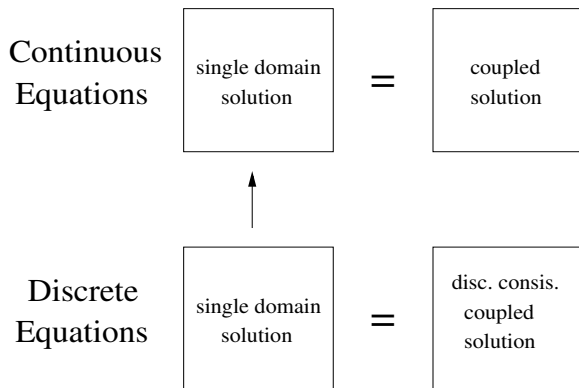 Continuous
Equations
single domain
solution
=
coupled
solution
Discrete
Equations
single domain
solution
=
disc. consis.
coupled
solution